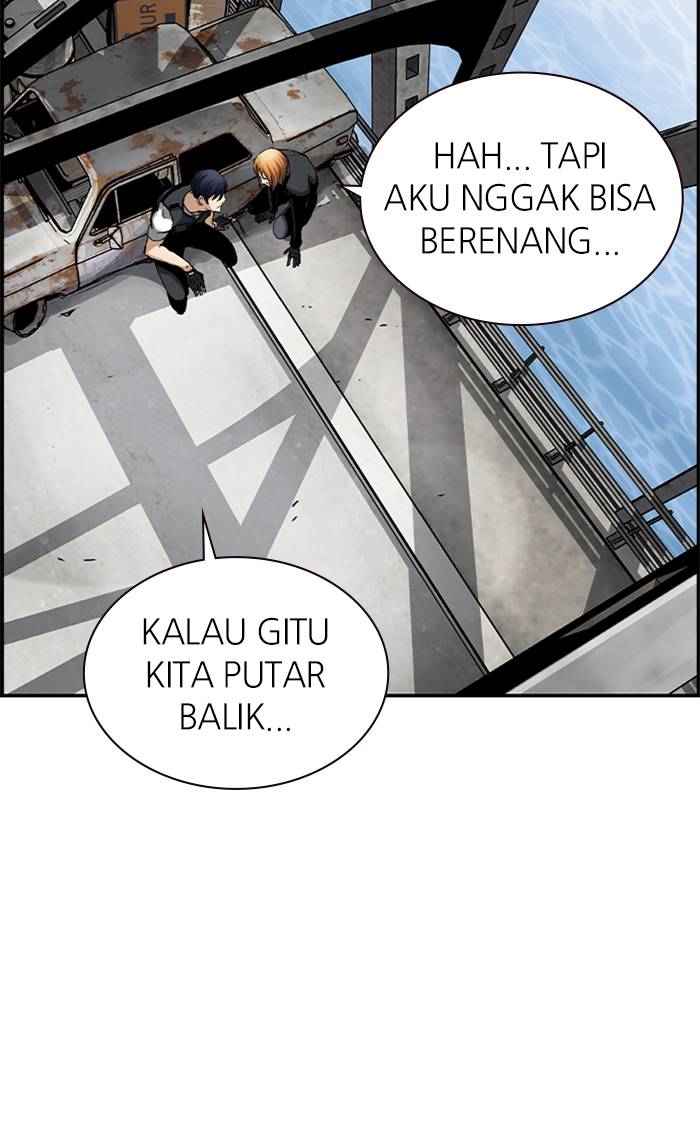 HAH... TAPI
AKU NGGAK BISA
BERENANG...
KALAU GITU
KITA PUTAR
BALIK...